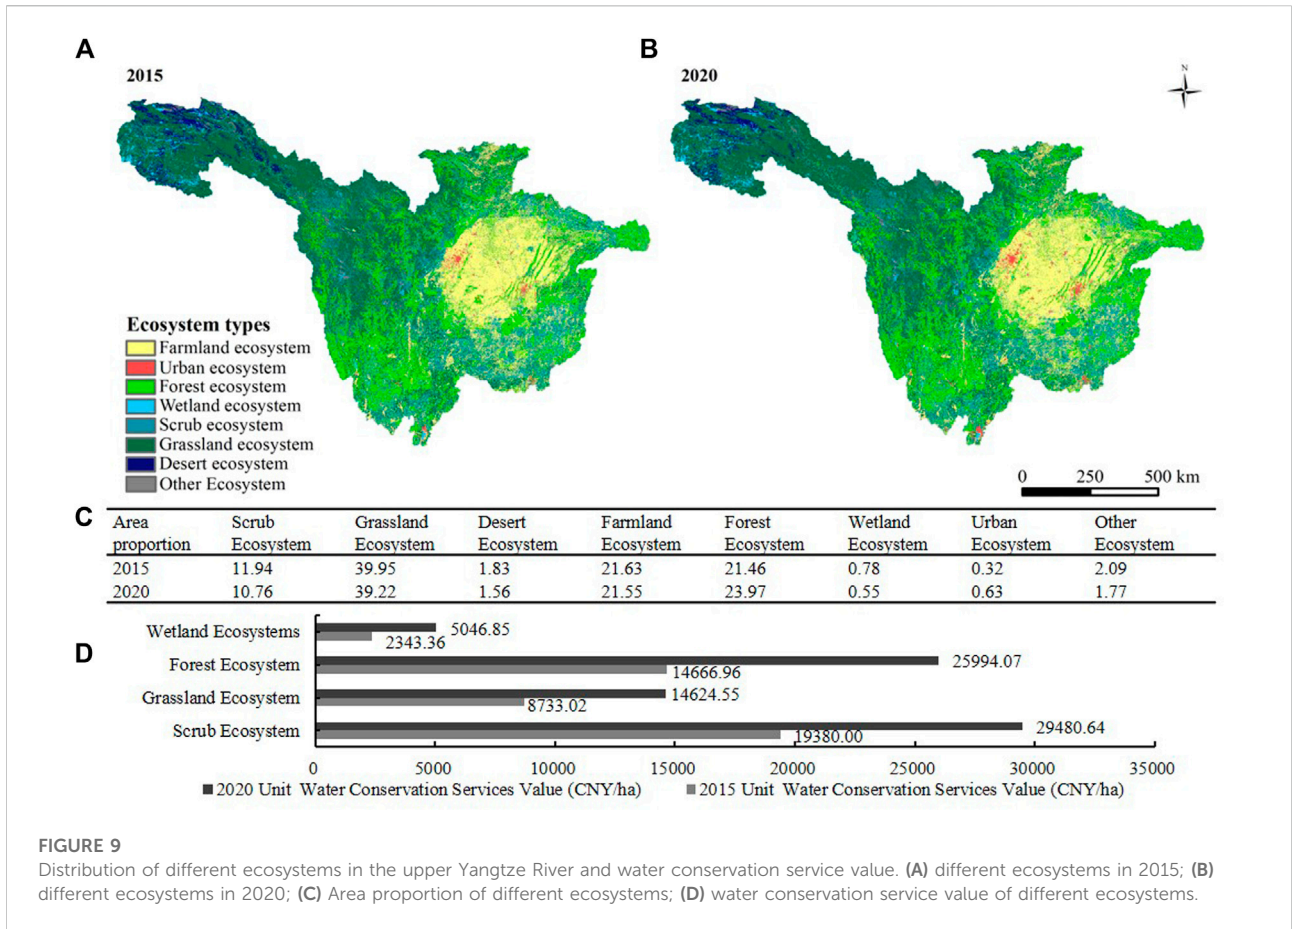 A
B
2015
2020
N
Ecosystem types
Farmland ecosystem
Urban ecosystem
Forest ecosystem
Wetland ecosystem
Scrub ecosystem
Grassland ecosystem
Desert ecosystem
Other Ecosystem
0 250 500 km
C
Area proportion Scrub Ecosystem Grassland Ecosystem Desert Ecosystem Farmland Ecosystem Forest Ecosystem Wetland Ecosystem Urban Ecosystem Other Ecosystem
2015 11.94 39.95 1.83 21.63 21.46 0.78 0.32 2.09
2020 10.76 39.22 1.56 21.55 23.97 0.55 0.63 1.77
D
Wetland Ecosystems 5046.85
2343.36
Forest Ecosystem 25994.07
14666.96
Grassland Ecosystem 14624.55
8733.02
Scrub Ecosystem 29480.64
19380.00
0 5000 10000 15000 20000 25000 30000 35000
2020 Unit Water Conservation Services Value (CNY/ha) 2015 Unit Water Conservation Services Value (CNY/ha)
FIGURE 9
Distribution of different ecosystems in the upper Yangtze River and water conservation service value. (A) different ecosystems in 2015; (B)
different ecosystems in 2020; (C) Area proportion of different ecosystems; (D) water conservation service value of different ecosystems.